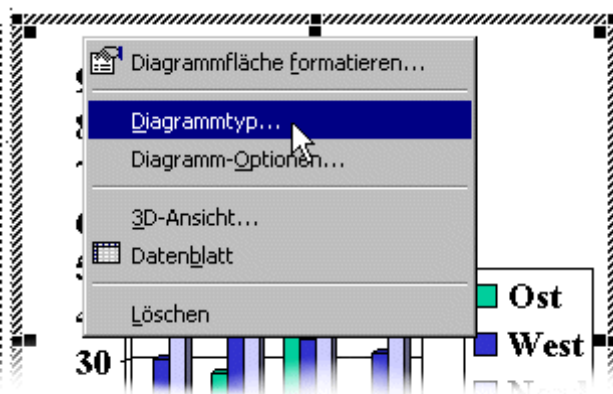 Diagrammfläche formatieren...
Diagrammtyp...
Diagramm-Optionen...
3D-Ansicht...
Datenblatt
Löschen
Ost
West
30